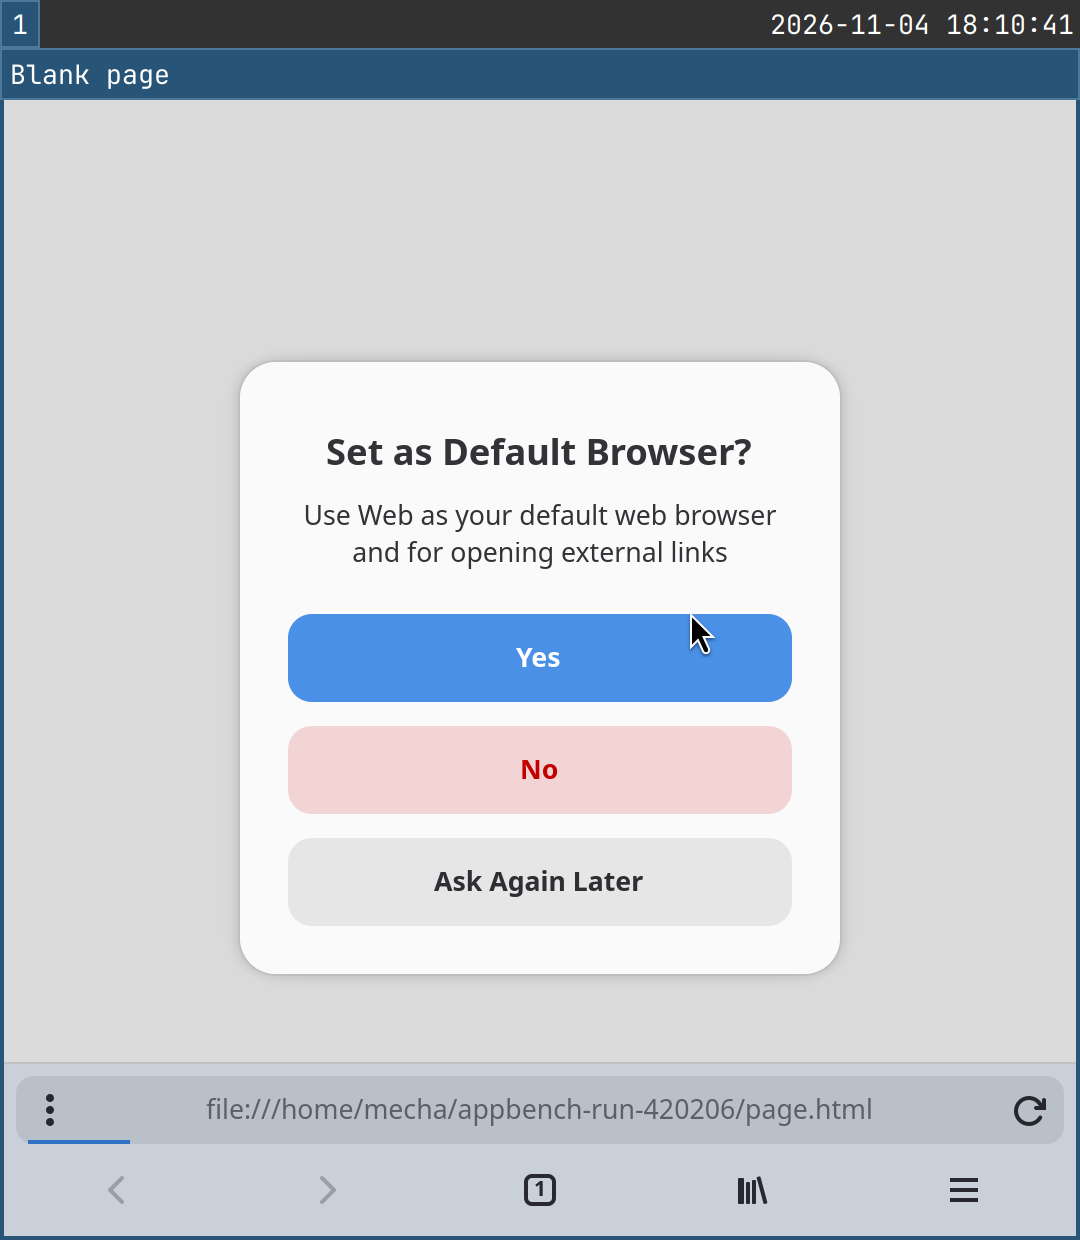 1
2026-11-04 18:10:41
Blank page
Set as Default Browser?
Use Web as your default web browser
and for opening external links
Yes
No
Ask Again Later
file:///home/mecha/appbench-run-420206/page.html
1